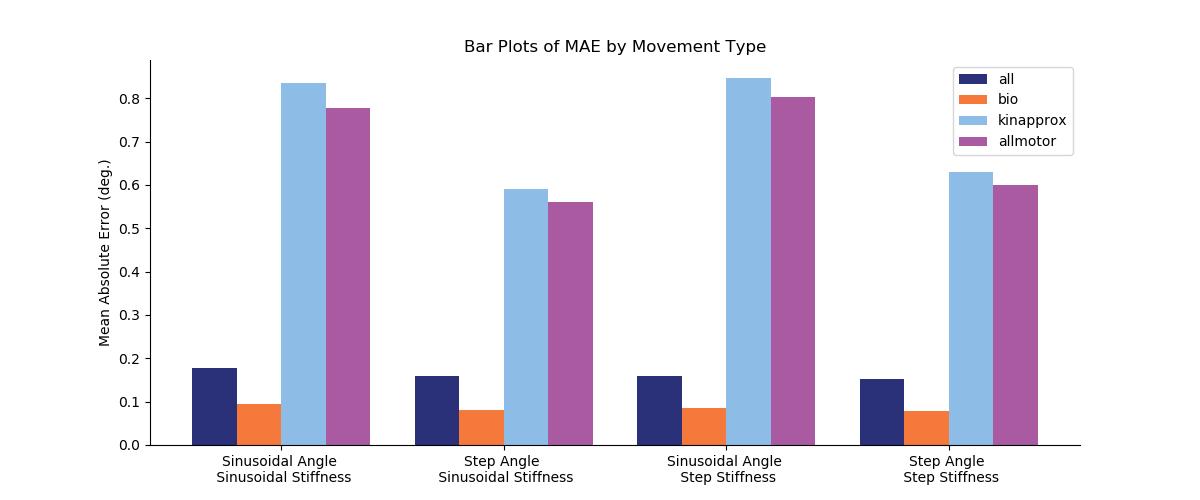 Bar Plots of MAE by Movement Type
Mean Absolute Error (deg.)
0.8
0.7
0.6
0.5
0.4
0.3
0.2
0.1
0.0
all
bio
kinapprox
allmotor
Sinusoidal Angle
Sinusoidal Stiffness
Step Angle
Sinusoidal Stiffness
Sinusoidal Angle
Step Stiffness
Step Angle
Step Stiffness